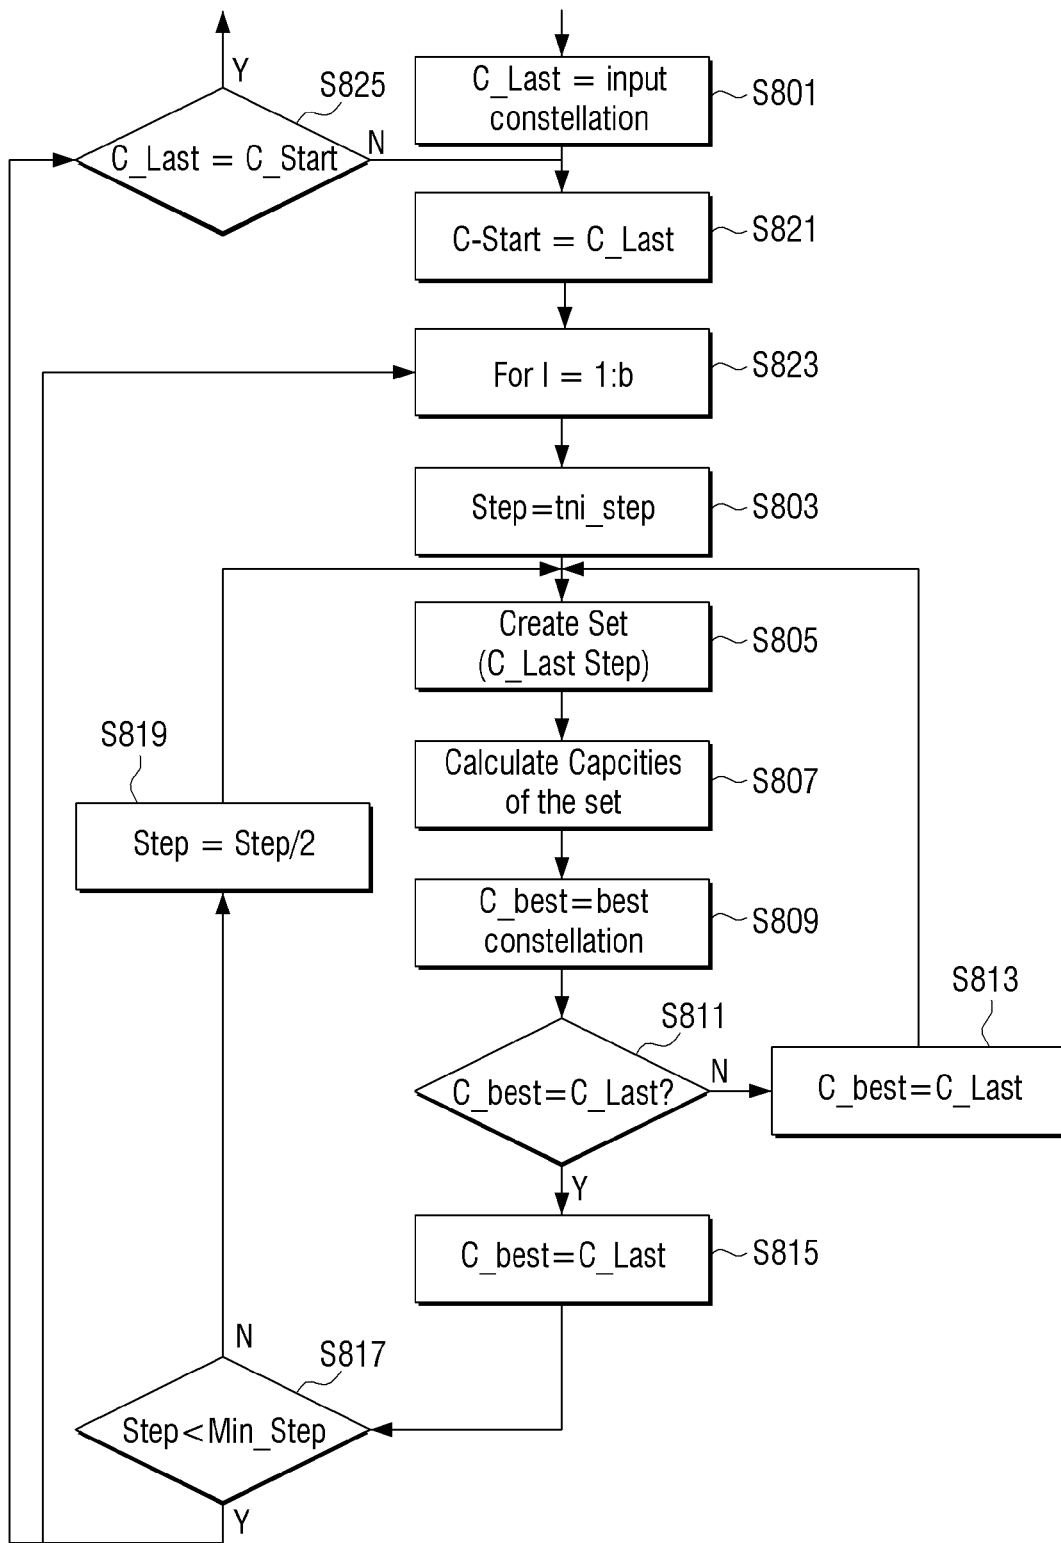 Y
S825
C_Last = C_Start
N
C_Last = input
constellation
S801
C-Start = C_Last
S821
For I = 1:b
S823
Step=tni_step
S803
Create Set
(C_Last Step)
S805
Calculate Capcities
of the set
S807
S819
Step = Step/2
C_best=best
constellation
S809
S811
C_best=C_Last?
N
S813
C_best=C_Last
Y
C_best=C_Last
S815
N
S817
Step<Min_Step
Y